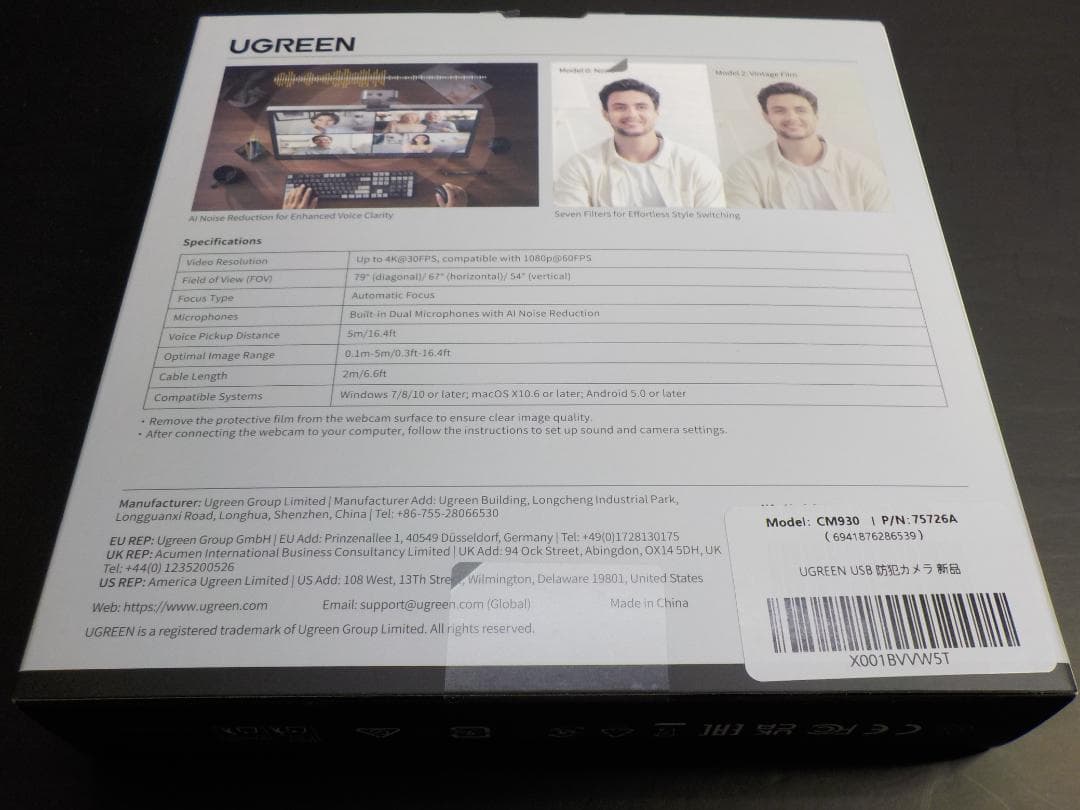 UGREEN
Model 0:
Model 2: Vintage Film
AI Noise Reduction for Enhanced Voice Clarity
Seven Filters for Effortless Style Switching
Specifications
Video Resolution Up to 4K@30FPS, compatible with 1080p@60FPS
Field of View (FOV) 79° (diagonal)/ 67° (horizontal)/ 54° (vertical)
Focus Type Automatic Focus
Microphones Built-in Dual Microphones with AI Noise Reduction
Voice Pickup Distance 5m/16.4ft
Optimal Image Range 0.1m-5m/0.3ft-16.4ft
Cable Length 2m/6.6ft
Compatible Systems Windows 7/8/10 or later; macOS X10.6 or later; Android 5.0 or later
• Remove the protective film from the webcam surface to ensure clear image quality.
• After connecting the webcam to your computer, follow the instructions to set up sound and camera settings.
Manufacturer: Ugreen Group Limited | Manufacturer Add: Ugreen Building, Longcheng Industrial Park,
Longguanxi Road, Longhua, Shenzhen, China | Tel: +86-755-28066530
EU REP: Ugreen Group GmbH | EU Add: Prinzenallee 1, 40549 Düsseldorf, Germany | Tel: +49(0)1728130175
UK REP: Acumen International Business Consultancy Limited | UK Add: 94 Ock Street, Abingdon, OX14 5DH, UK
Tel: +44(0) 1235200526
US REP: America Ugreen Limited | US Add: 108 West, 13Th Street, Wilmington, Delaware 19801, United States
Web: https://www.ugreen.com Email: support@ugreen.com (Global) Made in China
UGREEN is a registered trademark of Ugreen Group Limited. All rights reserved.
Model: CM930 | P/N:75726A
(6941876286539)
UGREEN USB 防犯カメラ 新品
X001BVVW5T